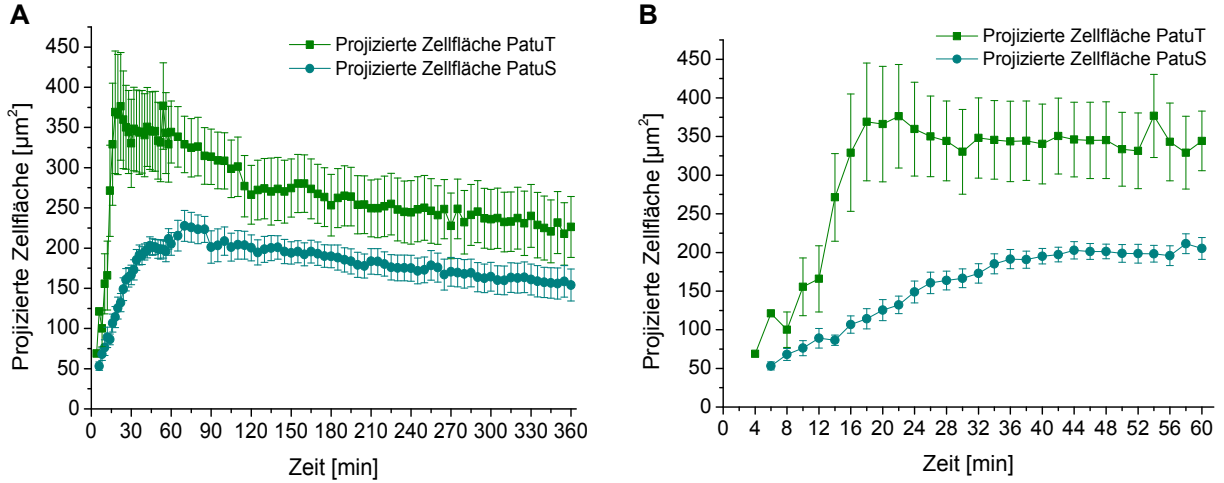 A
Projizierte Zellfläche PatuT
Projizierte Zellfläche PatuS
Projizierte Zellfläche [µm²]
450
400
350
300
250
200
150
100
50
0
0 30 60 90 120 150 180 210 240 270 300 330 360
Zeit [min]
B
Projizierte Zellfläche PatuT
Projizierte Zellfläche PatuS
Projizierte Zellfläche [µm²]
450
400
350
300
250
200
150
100
50
0
0 4 8 12 16 20 24 28 32 36 40 44 48 52 56 60
Zeit [min]